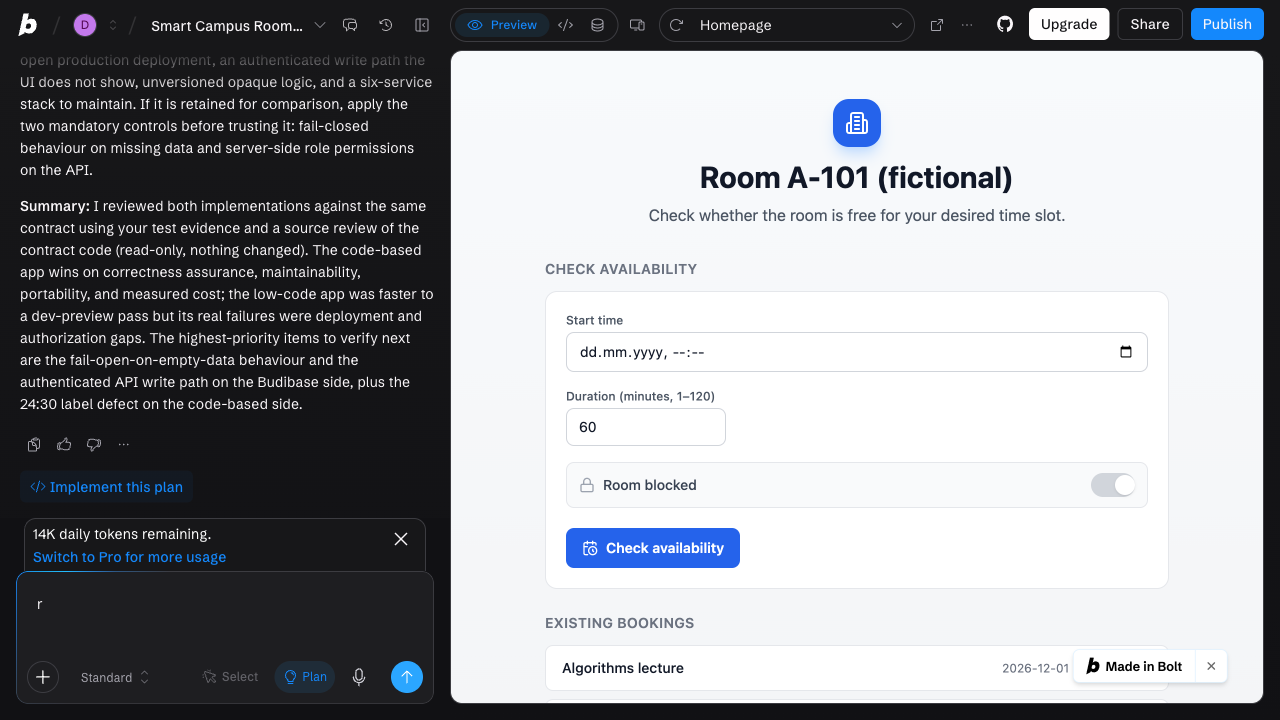 b
D
Smart Campus Room...
Preview
Homepage
Upgrade
Share
Publish
open production deployment, an authenticated write path the
UI does not show, unversioned opaque logic, and a six-service
stack to maintain. If it is retained for comparison, apply the
two mandatory controls before trusting it: fail-closed
behaviour on missing data and server-side role permissions
on the API.
Summary: I reviewed both implementations against the same
contract using your test evidence and a source review of the
contract code (read-only, nothing changed). The code-based
app wins on correctness assurance, maintainability,
portability, and measured cost; the low-code app was faster to
a dev-preview pass but its real failures were deployment and
authorization gaps. The highest-priority items to verify next
are the fail-open-on-empty-data behaviour and the
authenticated API write path on the Budibase side, plus the
24:30 label defect on the code-based side.
Implement this plan
14K daily tokens remaining.
Switch to Pro for more usage
r
Standard
Select
Plan
Room A-101 (fictional)
Check whether the room is free for your desired time slot.
CHECK AVAILABILITY
Start time
dd.mm.yyyy, --:--
Duration (minutes, 1–120)
60
Room blocked
Check availability
EXISTING BOOKINGS
Algorithms lecture
2026-12-01
b Made in Bolt